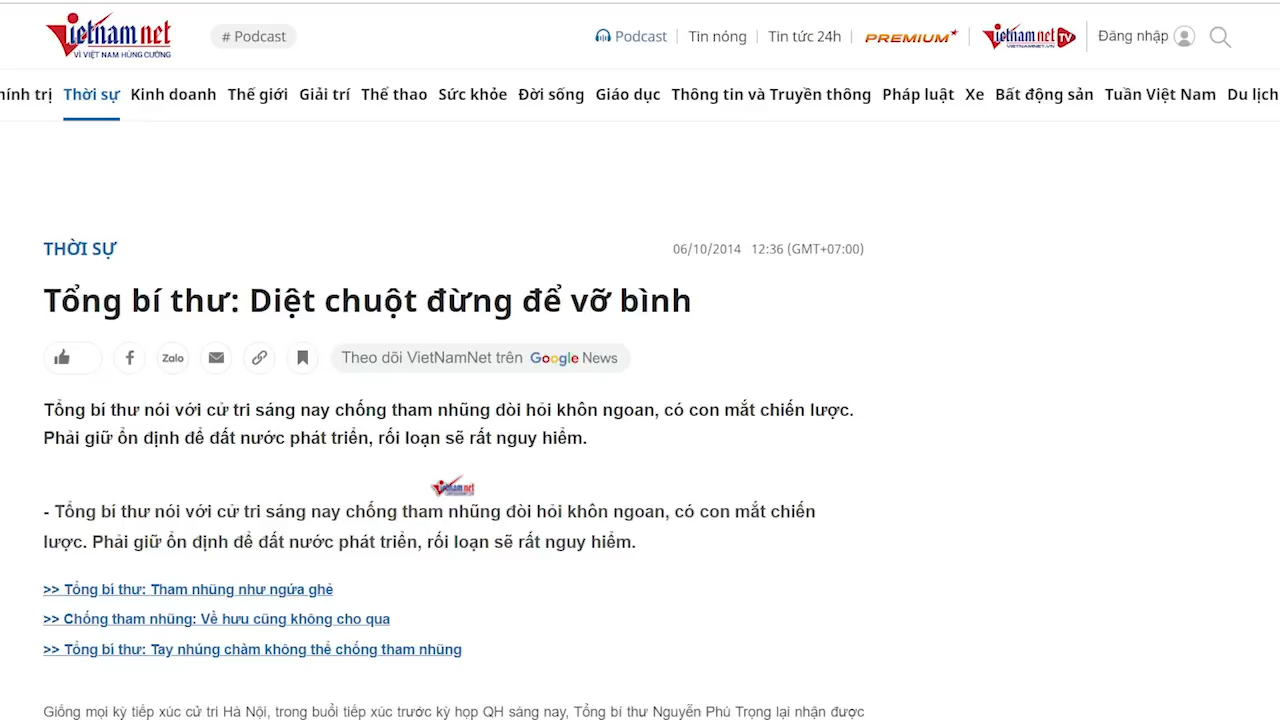 vietnamnet
VÌ VIỆT NAM HÙNG CƯỜNG
# Podcast
Podcast
Tin nóng
Tin tức 24h
PREMIUM
vietnamnet TV
VIETNAMNET.VN
Đăng nhập
hính trị Thời sự Kinh doanh Thế giới Giải trí Thể thao Sức khỏe Đời sống Giáo dục Thông tin và Truyền thông Pháp luật Xe Bất động sản Tuần Việt Nam Du lịch
THỜI SỰ
06/10/2014 12:36 (GMT+07:00)
Tổng bí thư: Diệt chuột đừng để vỡ bình
Zalo
Theo dõi VietNamNet trên Google News
Tổng bí thư nói với cử tri sáng nay chống tham nhũng đòi hỏi khôn ngoan, có con mắt chiến lược.
Phải giữ ổn định để đất nước phát triển, rối loạn sẽ rất nguy hiểm.
vietnamnet
- Tổng bí thư nói với cử tri sáng nay chống tham nhũng đòi hỏi khôn ngoan, có con mắt chiến
lược. Phải giữ ổn định để đất nước phát triển, rối loạn sẽ rất nguy hiểm.
>> Tổng bí thư: Tham nhũng như ngứa ghẻ
>> Chống tham nhũng: Về hưu cũng không cho qua
>> Tổng bí thư: Tay nhúng chàm không thể chống tham nhũng
Giống mọi kỳ tiếp xúc cử tri Hà Nội, trong buổi tiếp xúc trước kỳ họp QH sáng nay, Tổng bí thư Nguyễn Phú Trọng lại nhận được